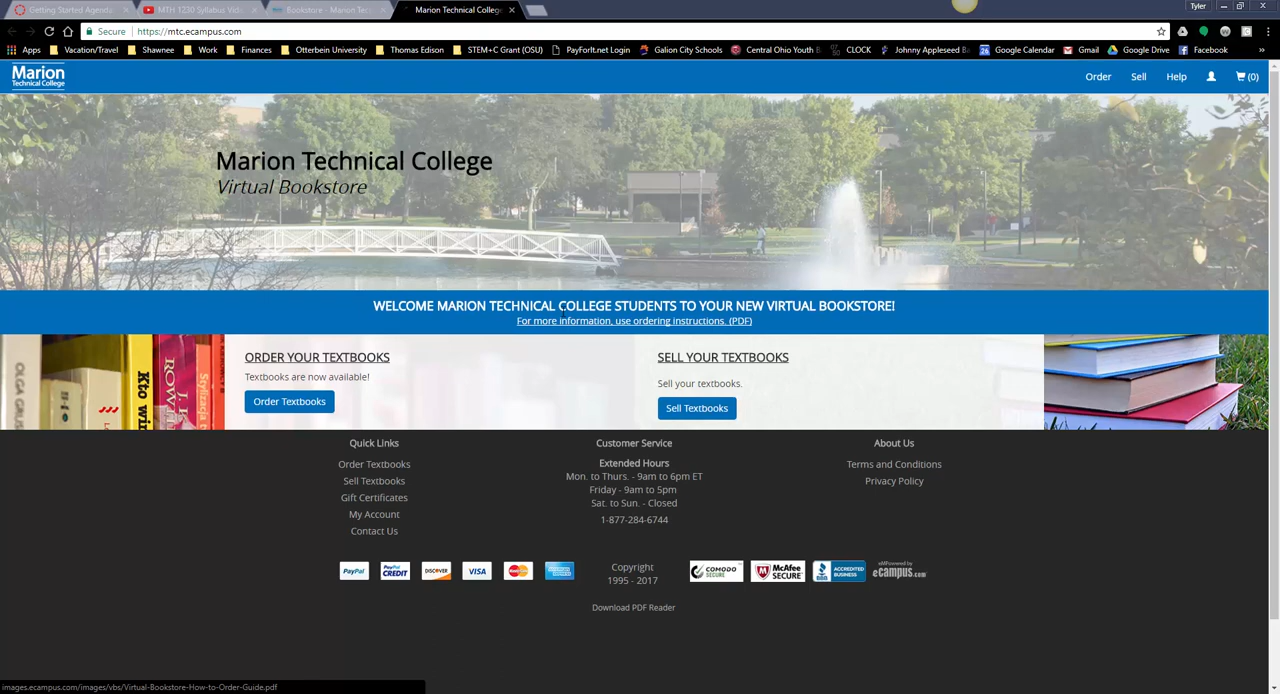 Getting Started Agenda
MTH 1230 Syllabus Vide
Bookstore - Marion Tec
Marion Technical Colleg
Tyler
Secure https://mtc.ecampus.com
Apps Vacation/Travel Shawnee Work Finances Otterbein University Thomas Edison STEM+C Grant (OSU) PayForIt.net Login Galion City Schools Central Ohio Youth B CLOCK Johnny Appleseed Ba Google Calendar Gmail Google Drive Facebook »
Marion
Technical College
Order Sell Help (0)
Marion Technical College
Virtual Bookstore
WELCOME MARION TECHNICAL COLLEGE STUDENTS TO YOUR NEW VIRTUAL BOOKSTORE!
For more information, use ordering instructions. (PDF)
ORDER YOUR TEXTBOOKS
Textbooks are now available!
Order Textbooks
SELL YOUR TEXTBOOKS
Sell your textbooks.
Sell Textbooks
Quick Links
Order Textbooks
Sell Textbooks
Gift Certificates
My Account
Contact Us
Customer Service
Extended Hours
Mon. to Thurs. - 9am to 6pm ET
Friday - 9am to 5pm
Sat. to Sun. - Closed
1-877-284-6744
About Us
Terms and Conditions
Privacy Policy
PayPal
PayPal CREDIT
DISCOVER
VISA
Copyright
1995 - 2017
COMODO SECURE
McAfee SECURE
BBB ACCREDITED BUSINESS
ecampus.com
Download PDF Reader
images.ecampus.com/images/vbs/Virtual-Bookstore-How-to-Order-Guide.pdf